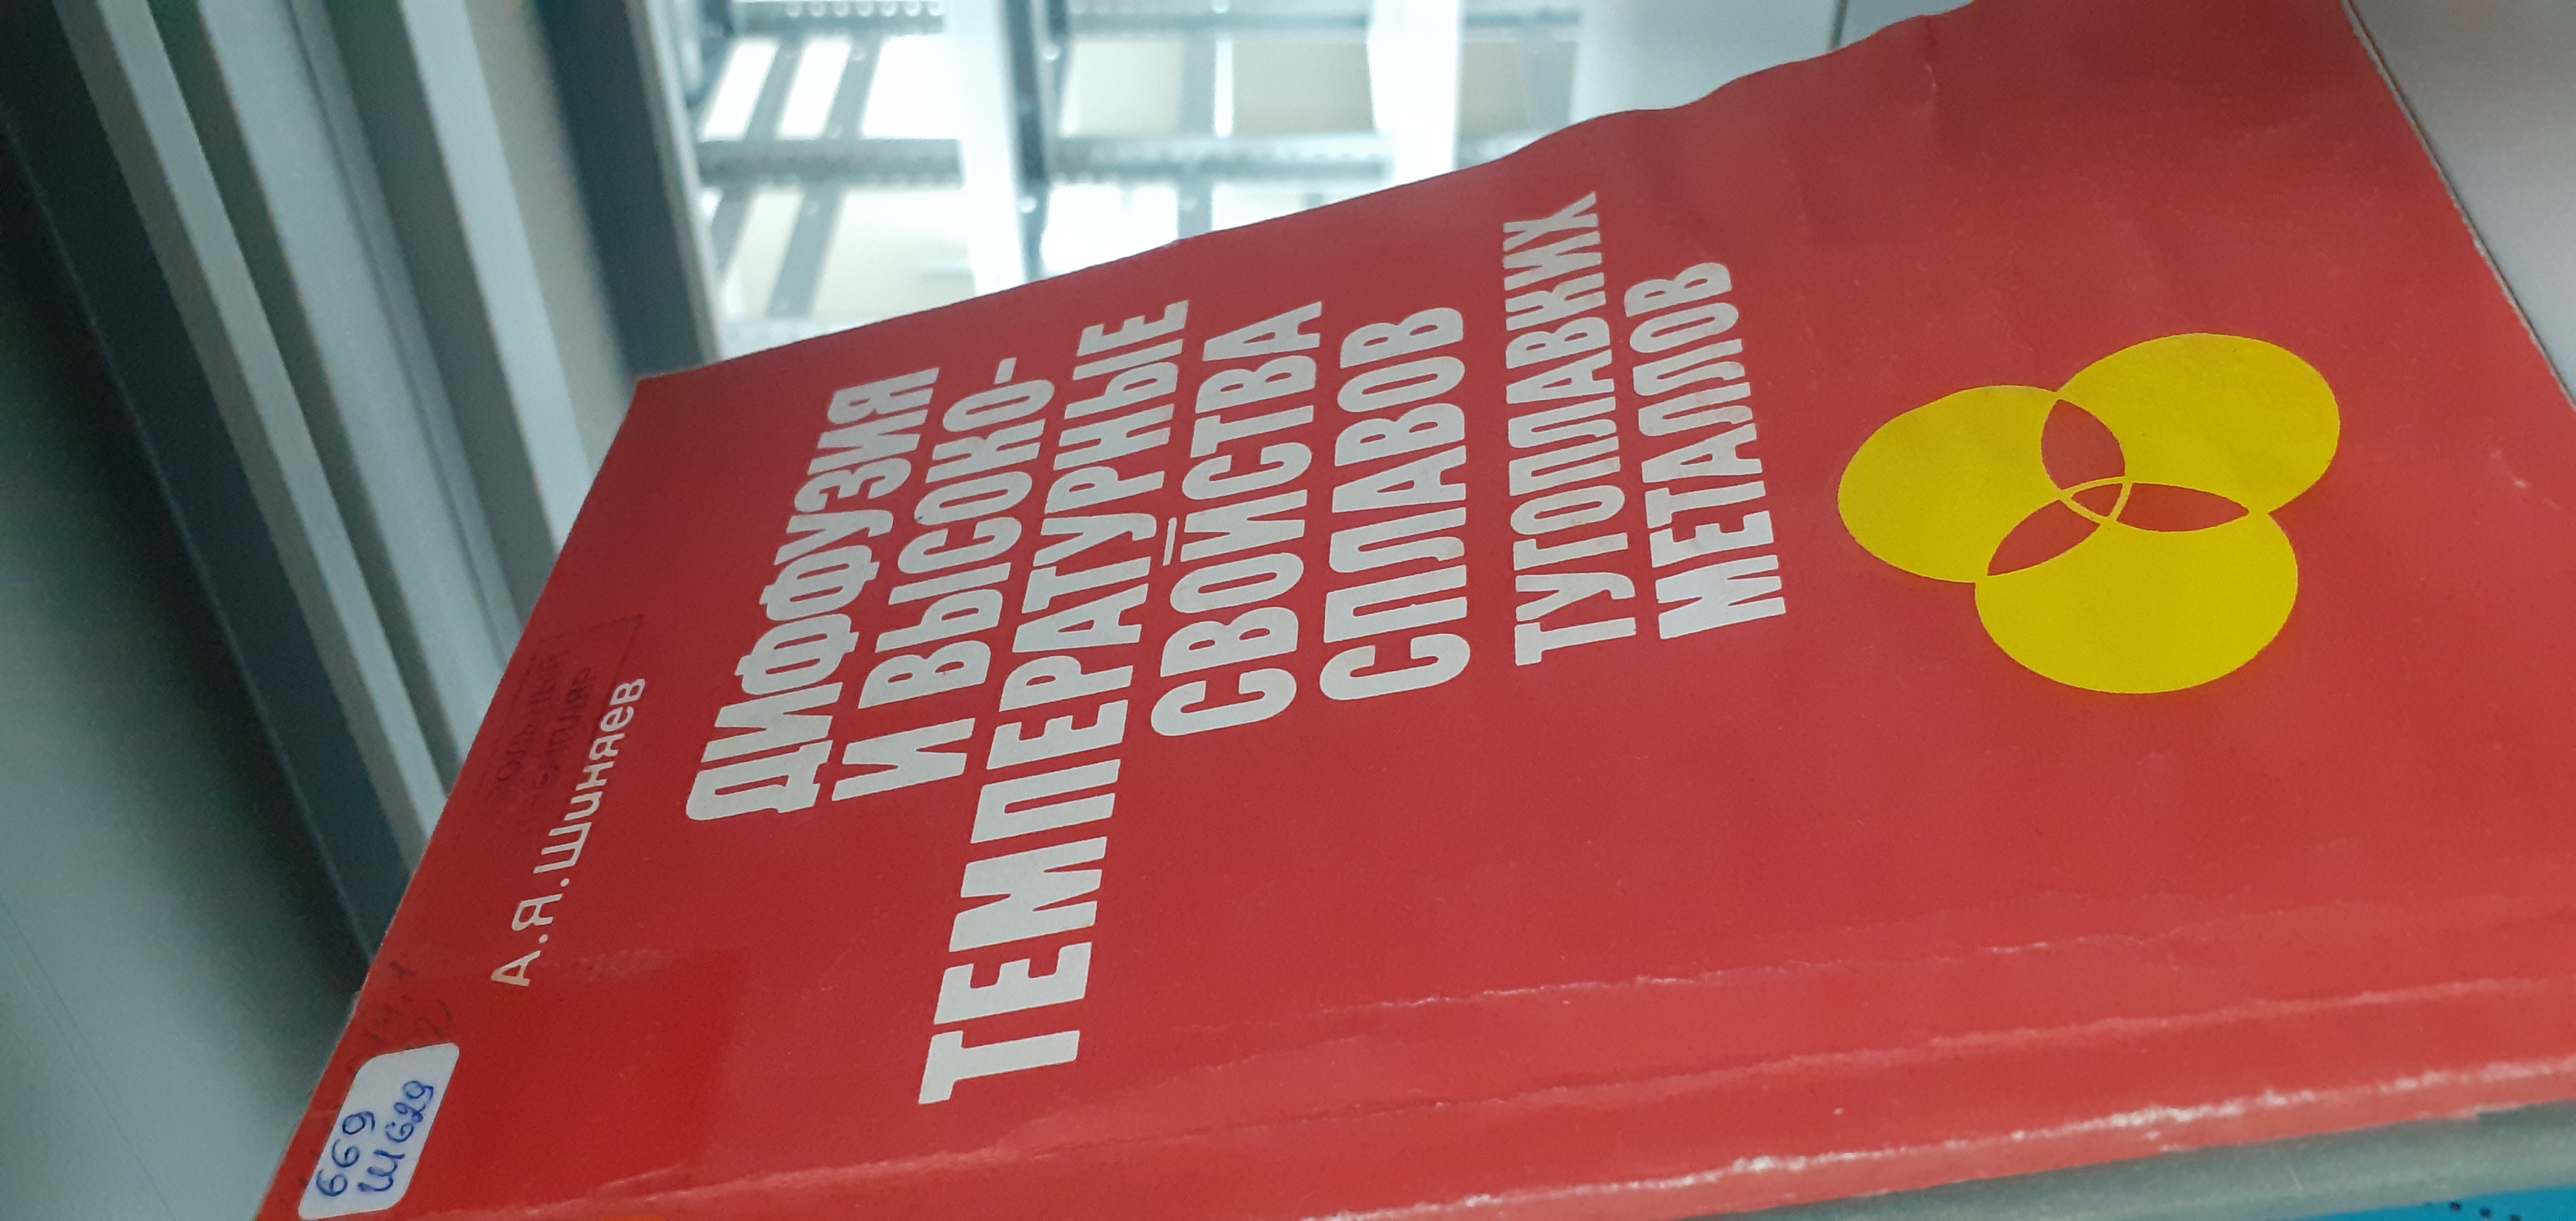 А.Я.Шиняев
ДИФФУЗИЯ
И ВЫСОКО-
ТЕМПЕРАТУРНЫЕ
СВОЙСТВА
СПЛАВОВ
ТУГОПЛАВКИХ
МЕТАЛЛОВ
669
Ш629